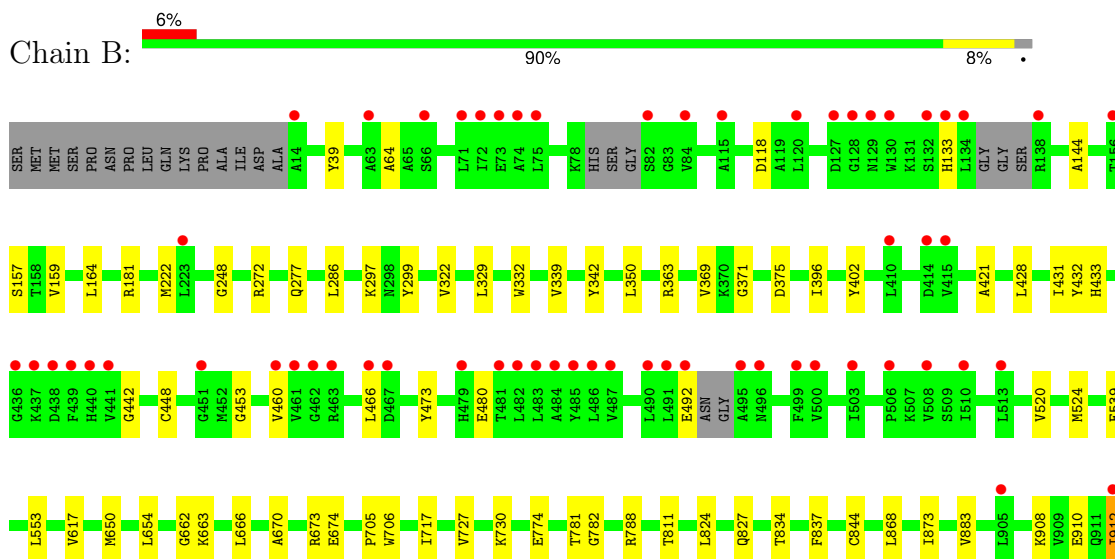 6%
Chain B:
90% 8% •
SER MET MET SER PRO ASN PRO LEU GLN LYS PRO ALA ILE ASP ALA A14 Y39 A63 A64 A65 S66 L71 I72 E73 A74 L75 K78 HIS SER GLY S82 G83 V84 A115 D118 A119 L120 D127 G128 N129 W130 K131 S132 H133 L134 GLY GLY SER R138 A144 T156
S157 T158 V159 L164 R181 M222 L223 G248 R272 Q277 L286 K297 N298 Y299 V322 L329 W332 V339 Y342 L350 R363 V369 K370 G371 D375 I396 Y402 L410 D414 V415 A421 L428 I431 Y432 H433
G436 K437 D438 F439 H440 V441 G442 C448 G451 M452 G453 V460 V461 G462 R463 L466 D467 Y473 H479 E480 T481 L482 L483 A484 Y485 L486 V487 L490 L491 E492 ASN GLY A495 N496 F499 V500 I503 P506 K507 V508 S509 I510 L513 V520 M524
L553 V617 M650 L654 G662 K663 L666 A670 R673 E674 P705 W706 I717 V727 K730 E774 T781 G782 R788 T811 L824 Q827 T834 F837 C844 L868 I873 V883 L905 K908 V909 E910 Q911